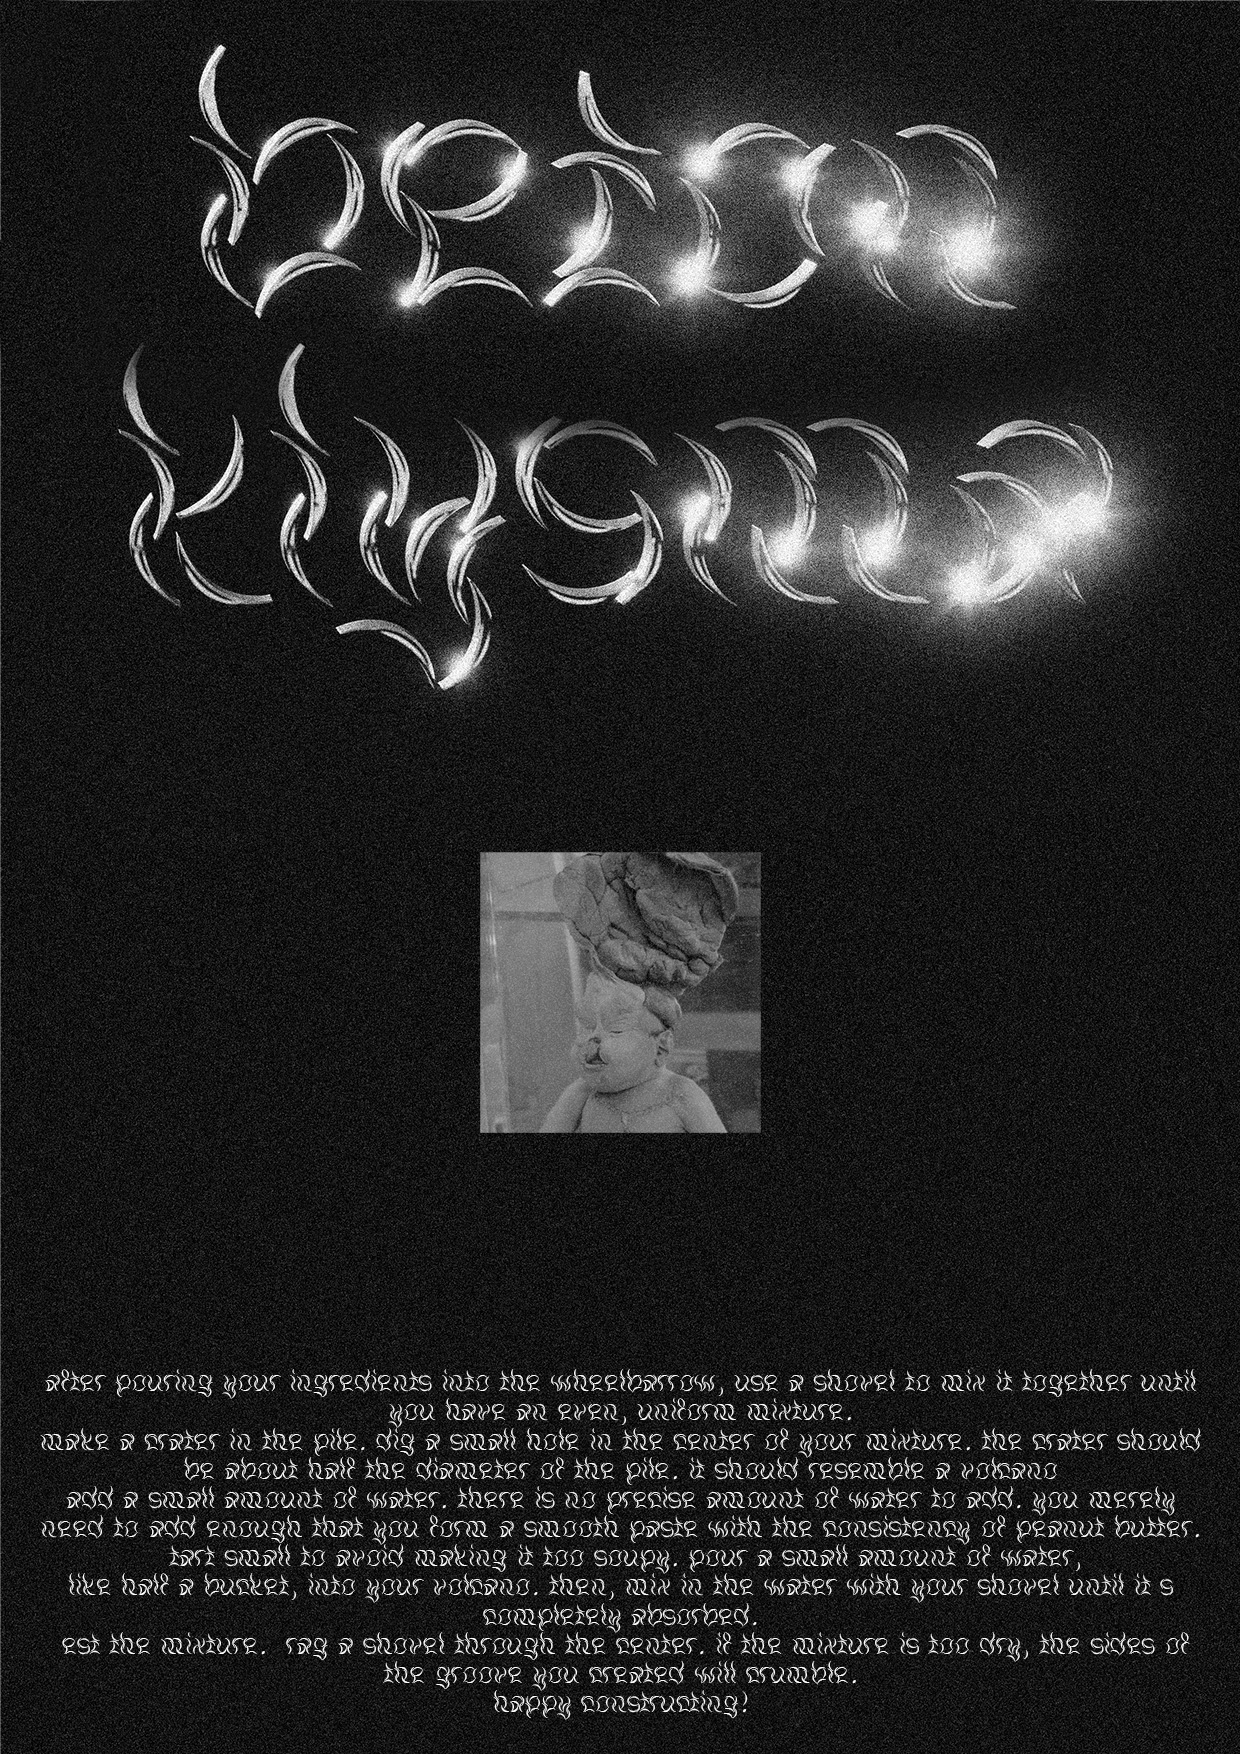 beton
klysma
after pouring your ingredients into the wheelbarrow, use a shovel to mix it together until
you have an even, uniform mixture.
make a crater in the pile. dig a small hole in the center of your mixture. the crater should
be about half the diameter of the pile. it should resemble a volcano
add a small amount of water. there is no precise amount of water to add. you merely
need to add enough that you form a smooth paste with the consistency of peanut butter.
tart small to avoid making it too soupy. pour a small amount of water,
like half a bucket, into your volcano. then, mix in the water with your shovel until it s
completely absorbed.
est the mixture. rag a shovel through the center. if the mixture is too dry, the sides of
the groove you created will crumble.
happy constructing!